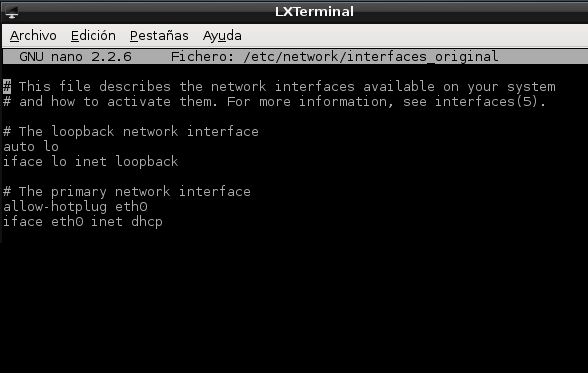 LXTerminal
Archivo Edición Pestañas Ayuda
GNU nano 2.2.6 Fichero: /etc/network/interfaces_original
# This file describes the network interfaces available on your system
# and how to activate them. For more information, see interfaces(5).
# The loopback network interface
auto lo
iface lo inet loopback
# The primary network interface
allow-hotplug eth0
iface eth0 inet dhcp